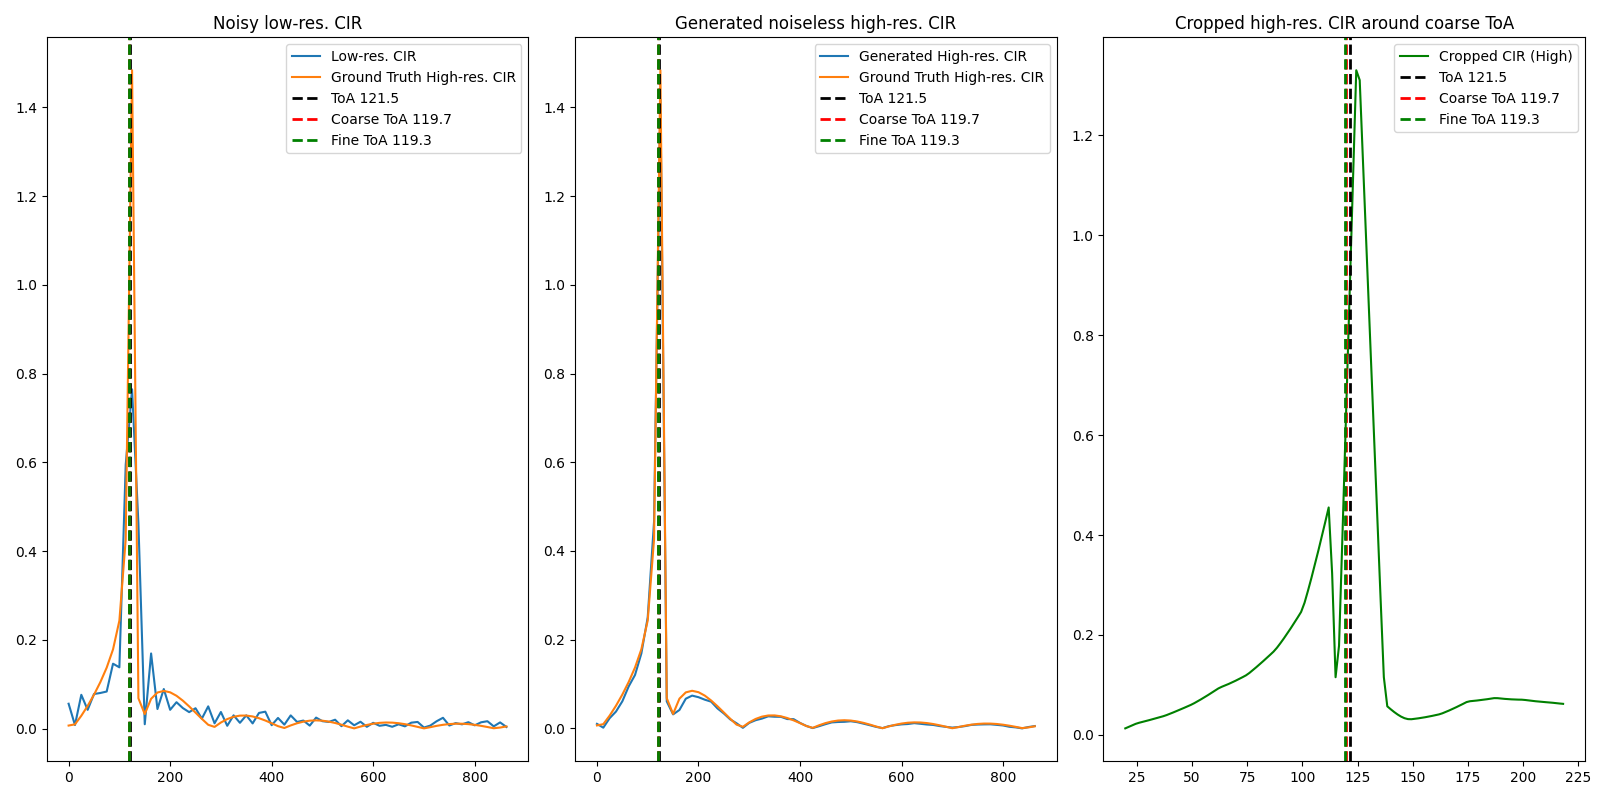 Noisy low-res. CIR
Low-res. CIR
Ground Truth High-res. CIR
ToA 121.5
Coarse ToA 119.7
Fine ToA 119.3
1.4
1.2
1.0
0.8
0.6
0.4
0.2
0.0
0 200 400 600 800
Generated noiseless high-res. CIR
Generated High-res. CIR
Ground Truth High-res. CIR
ToA 121.5
Coarse ToA 119.7
Fine ToA 119.3
1.4
1.2
1.0
0.8
0.6
0.4
0.2
0.0
0 200 400 600 800
Cropped high-res. CIR around coarse ToA
Cropped CIR (High)
ToA 121.5
Coarse ToA 119.7
Fine ToA 119.3
1.2
1.0
0.8
0.6
0.4
0.2
0.0
25 50 75 100 125 150 175 200 225